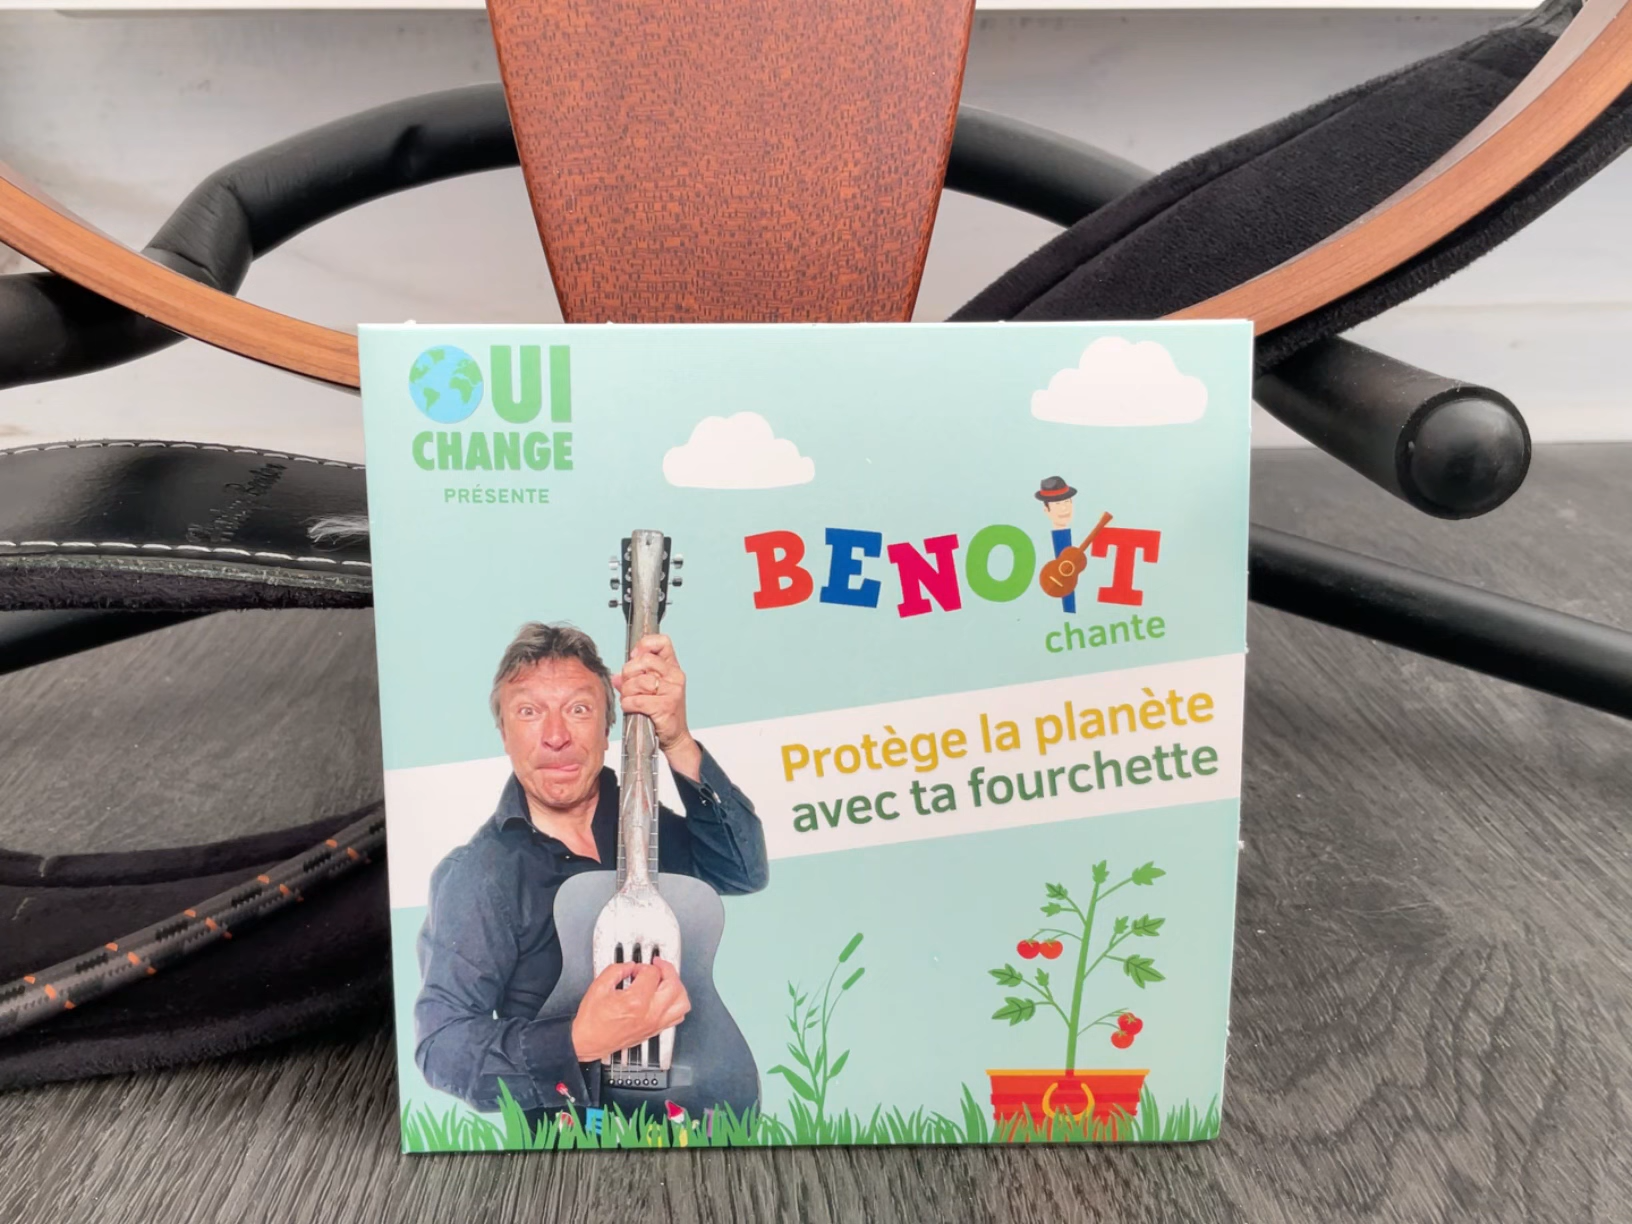 OUI
CHANGE
PRÉSENTE
BENOIT
chante
Protège la planète
avec ta fourchette